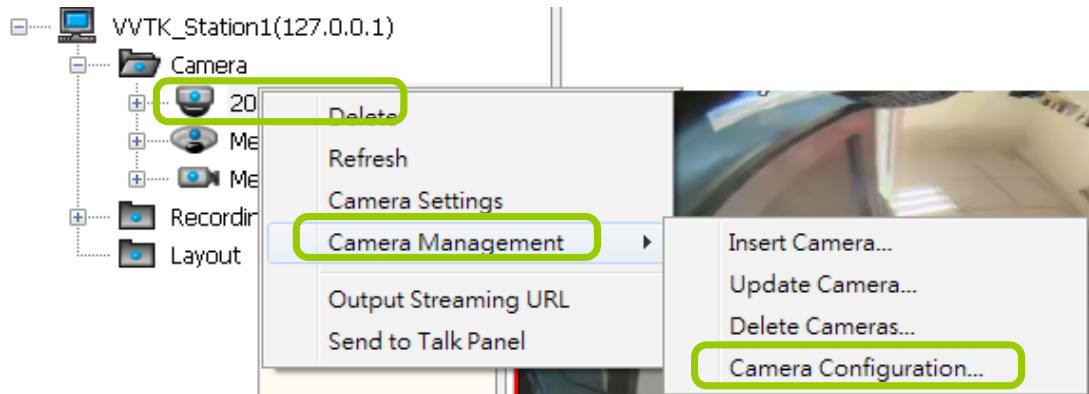 VVTK_Station1(127.0.0.1)
Camera
20
Delete
Me
Refresh
Me
Camera Settings
Recordin
Camera Management
Insert Camera...
Layout
Update Camera...
Output Streaming URL
Delete Cameras...
Send to Talk Panel
Camera Configuration...